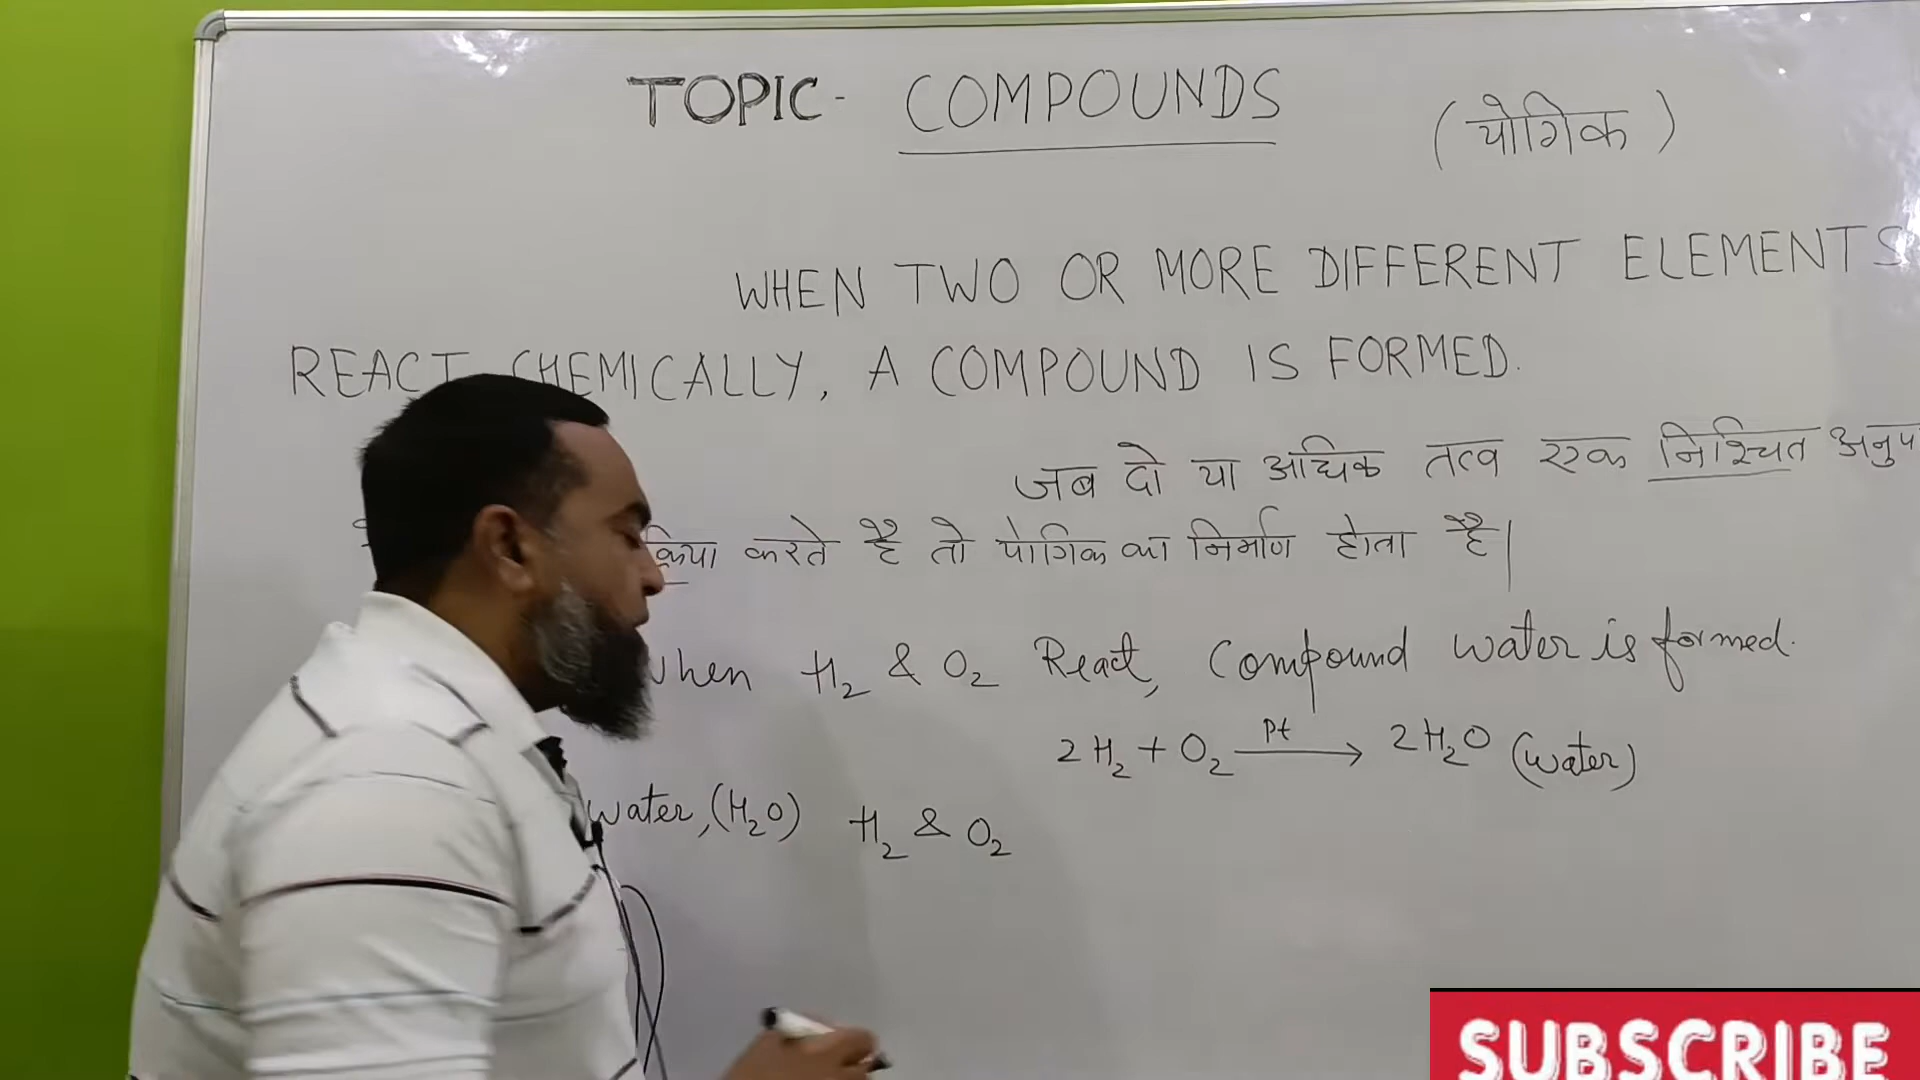 TOPIC - COMPOUNDS (यौगिक)
WHEN TWO OR MORE DIFFERENT ELEMENTS
REACT CHEMICALLY, A COMPOUND IS FORMED.
जब दो या अधिक तत्व एक निश्चित
करते है तो यौगिक का निर्माण होता है।
when H₂ & O₂ React, Compound water is formed.
2H₂ + O₂ —Pt→ 2H₂O (water)
water, (H₂O) H₂ & O₂
SUBSCRIBE